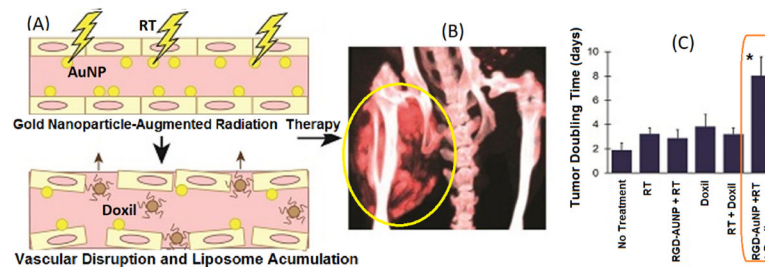 (A)
RT
AuNP
Gold Nanoparticle-Augmented Radiation Therapy
Doxil
Vascular Disruption and Liposome Acumulation
(B)
(C)
Tumor Doubling Time (days)
10
8
6
4
2
0
*
No Treatment
RT
RGD-AuNP + RT
Doxil
RT + Doxil
RGD-AuNP +RT